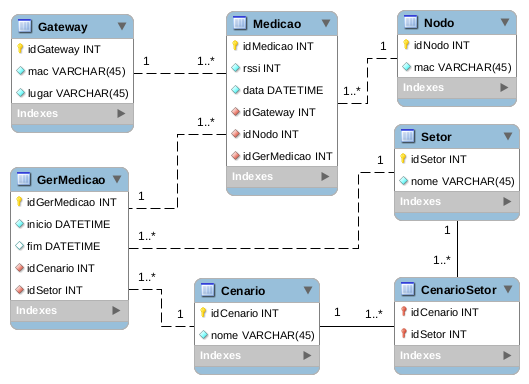 Gateway
idGateway INT
mac VARCHAR(45)
lugar VARCHAR(45)
Indexes
1
1..*
Medicao
idMedicao INT
rssi INT
data DATETIME
idGateway INT
idNodo INT
idGerMedicao INT
Indexes
1
1..*
Nodo
idNodo INT
mac VARCHAR(45)
Indexes
1..*
1
GerMedicao
idGerMedicao INT
inicio DATETIME
fim DATETIME
idCenario INT
idSetor INT
Indexes
1
1..*
1..*
1
Setor
idSetor INT
nome VARCHAR(45)
Indexes
1
1..*
Cenario
idCenario INT
nome VARCHAR(45)
Indexes
1
1..*
CenarioSetor
idCenario INT
idSetor INT
Indexes